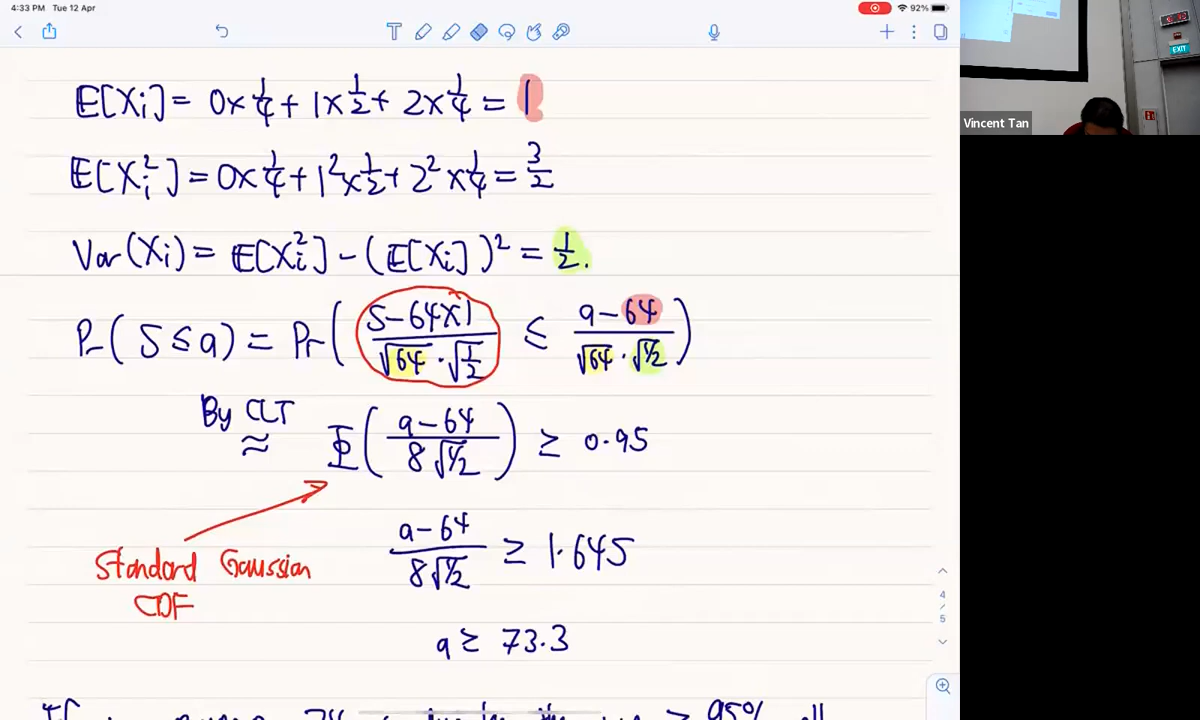 4:33 PM Tue 12 Apr
92%
E[Xi] = 0×1/4 + 1×1/2 + 2×1/4 = 1
E[Xi²] = 0×1/4 + 1²×1/2 + 2²×1/4 = 3/2
Var(Xi) = E[Xi²] - (E[Xi])² = 1/2.
Pr(S ≤ a) = Pr( (S-64×1)/(√64 · √(1/2)) ≤ (a-64)/(√64 · √(1/2)) )
By CLT
≈ Φ( (a-64)/(8√(1/2)) ) ≥ 0.95
(a-64)/(8√(1/2)) ≥ 1.645
Standard Gaussian
CDF
a ≥ 73.3
4
/
5
95%
Vincent Tan
EXIT